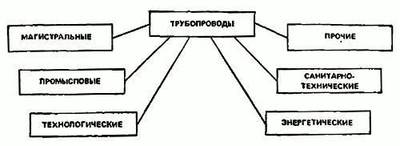 ТРУБОПРОВОДЫ
МАГИСТРАЛЬНЫЕ
ПРОЧИЕ
ПРОМЫСЛОВЫЕ
САНИТАРНО-
ТЕХНИЧЕСКИЕ
ТЕХНОЛОГИЧЕСКИЕ
ЭНЕРГЕТИЧЕСКИЕ